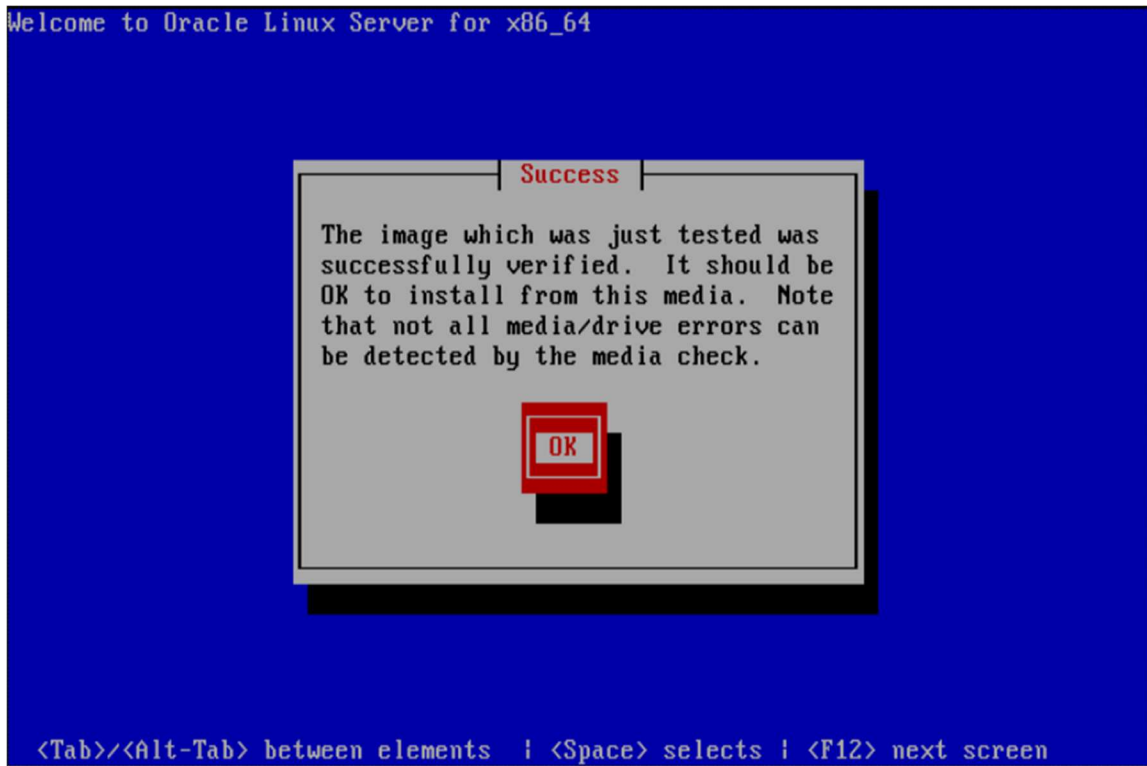 Welcome to Oracle Linux Server for x86_64
Success
The image which was just tested was
successfully verified.  It should be
OK to install from this media.  Note
that not all media/drive errors can
be detected by the media check.
OK
<Tab>/<Alt-Tab> between elements  | <Space> selects | <F12> next screen